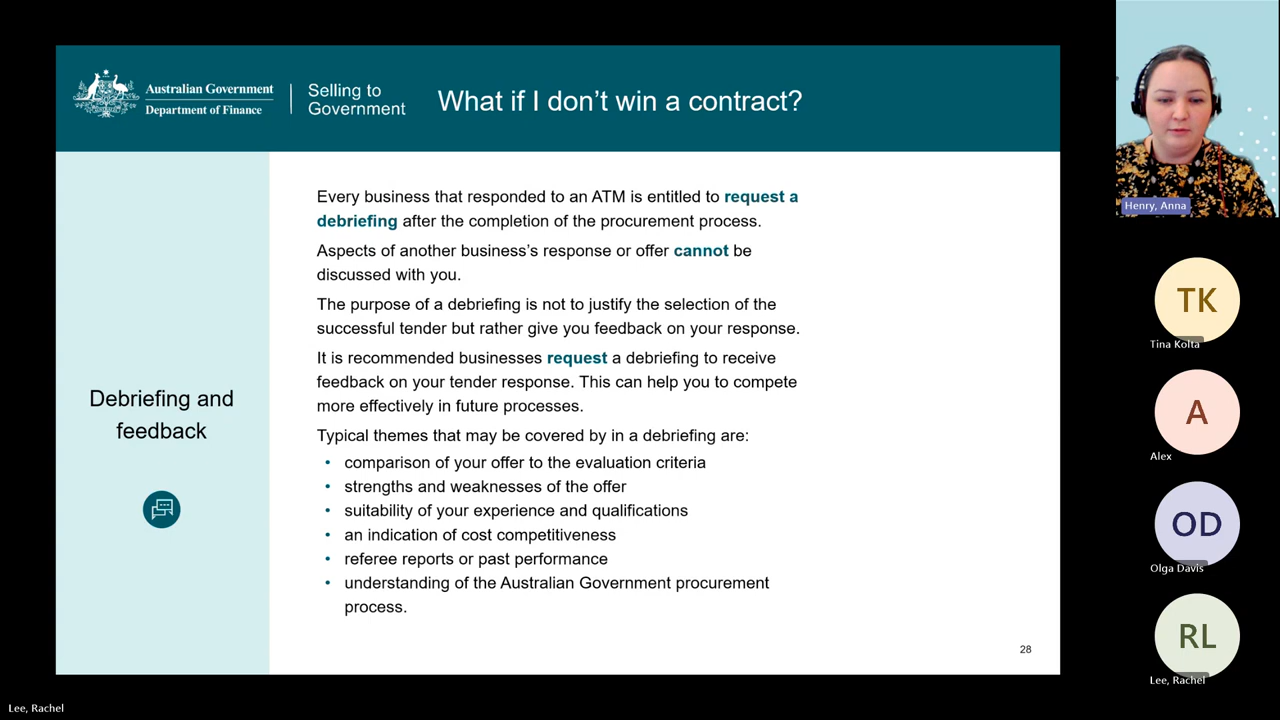 Australian Government
Department of Finance
Selling to
Government
What if I don’t win a contract?
Debriefing and
feedback
Every business that responded to an ATM is entitled to request a
debriefing after the completion of the procurement process.
Aspects of another business’s response or offer cannot be
discussed with you.
The purpose of a debriefing is not to justify the selection of the
successful tender but rather give you feedback on your response.
It is recommended businesses request a debriefing to receive
feedback on your tender response. This can help you to compete
more effectively in future processes.
Typical themes that may be covered by in a debriefing are:
• comparison of your offer to the evaluation criteria
• strengths and weaknesses of the offer
• suitability of your experience and qualifications
• an indication of cost competitiveness
• referee reports or past performance
• understanding of the Australian Government procurement
process.
28
Henry, Anna
TK
Tina Kolta
A
Alex
OD
Olga Davis
RL
Lee, Rachel
Lee, Rachel